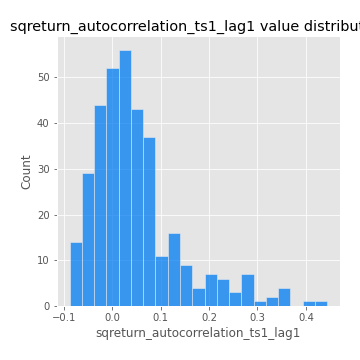 sqreturn_autocorrelation_ts1_lag1 value distribut
50
40
30
20
10
0
Count
−0.1 0.0 0.1 0.2 0.3 0.4
sqreturn_autocorrelation_ts1_lag1